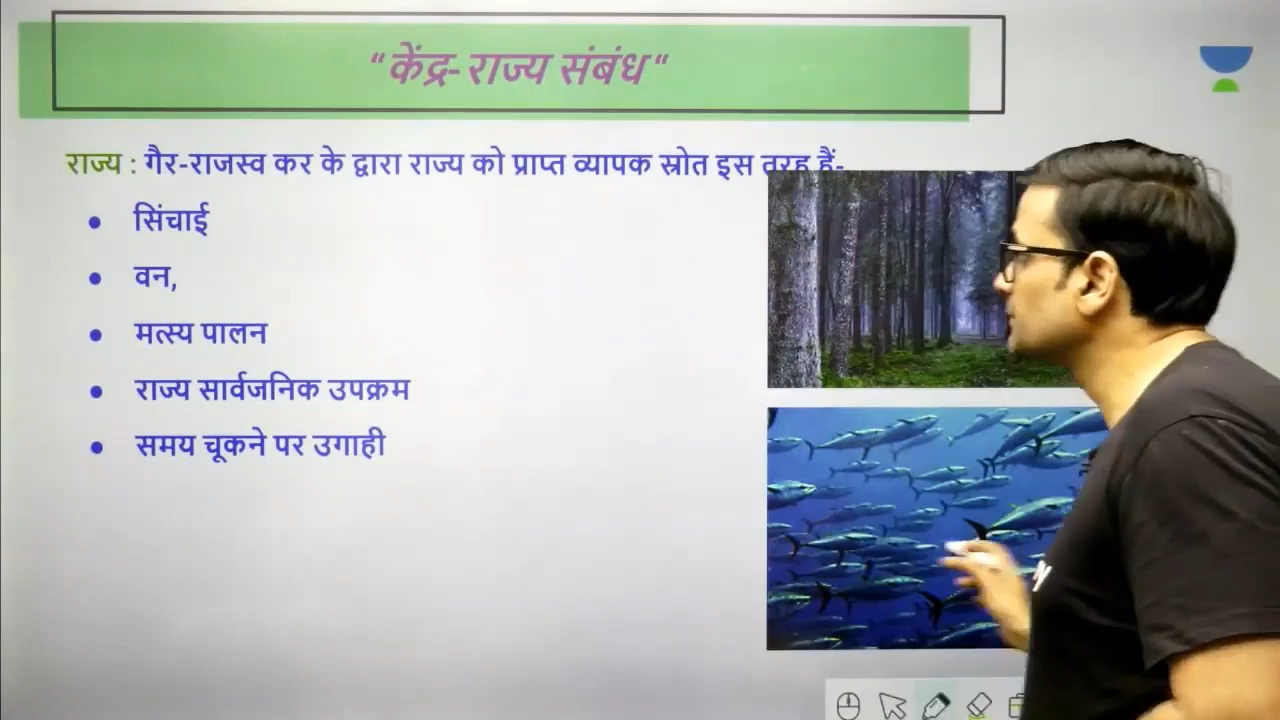 “केंद्र- राज्य संबंध“
राज्य : गैर-राजस्व कर के द्वारा राज्य को प्राप्त व्यापक स्रोत इस तरह हैं-
• सिंचाई
• वन,
• मत्स्य पालन
• राज्य सार्वजनिक उपक्रम
• समय चूकने पर उगाही